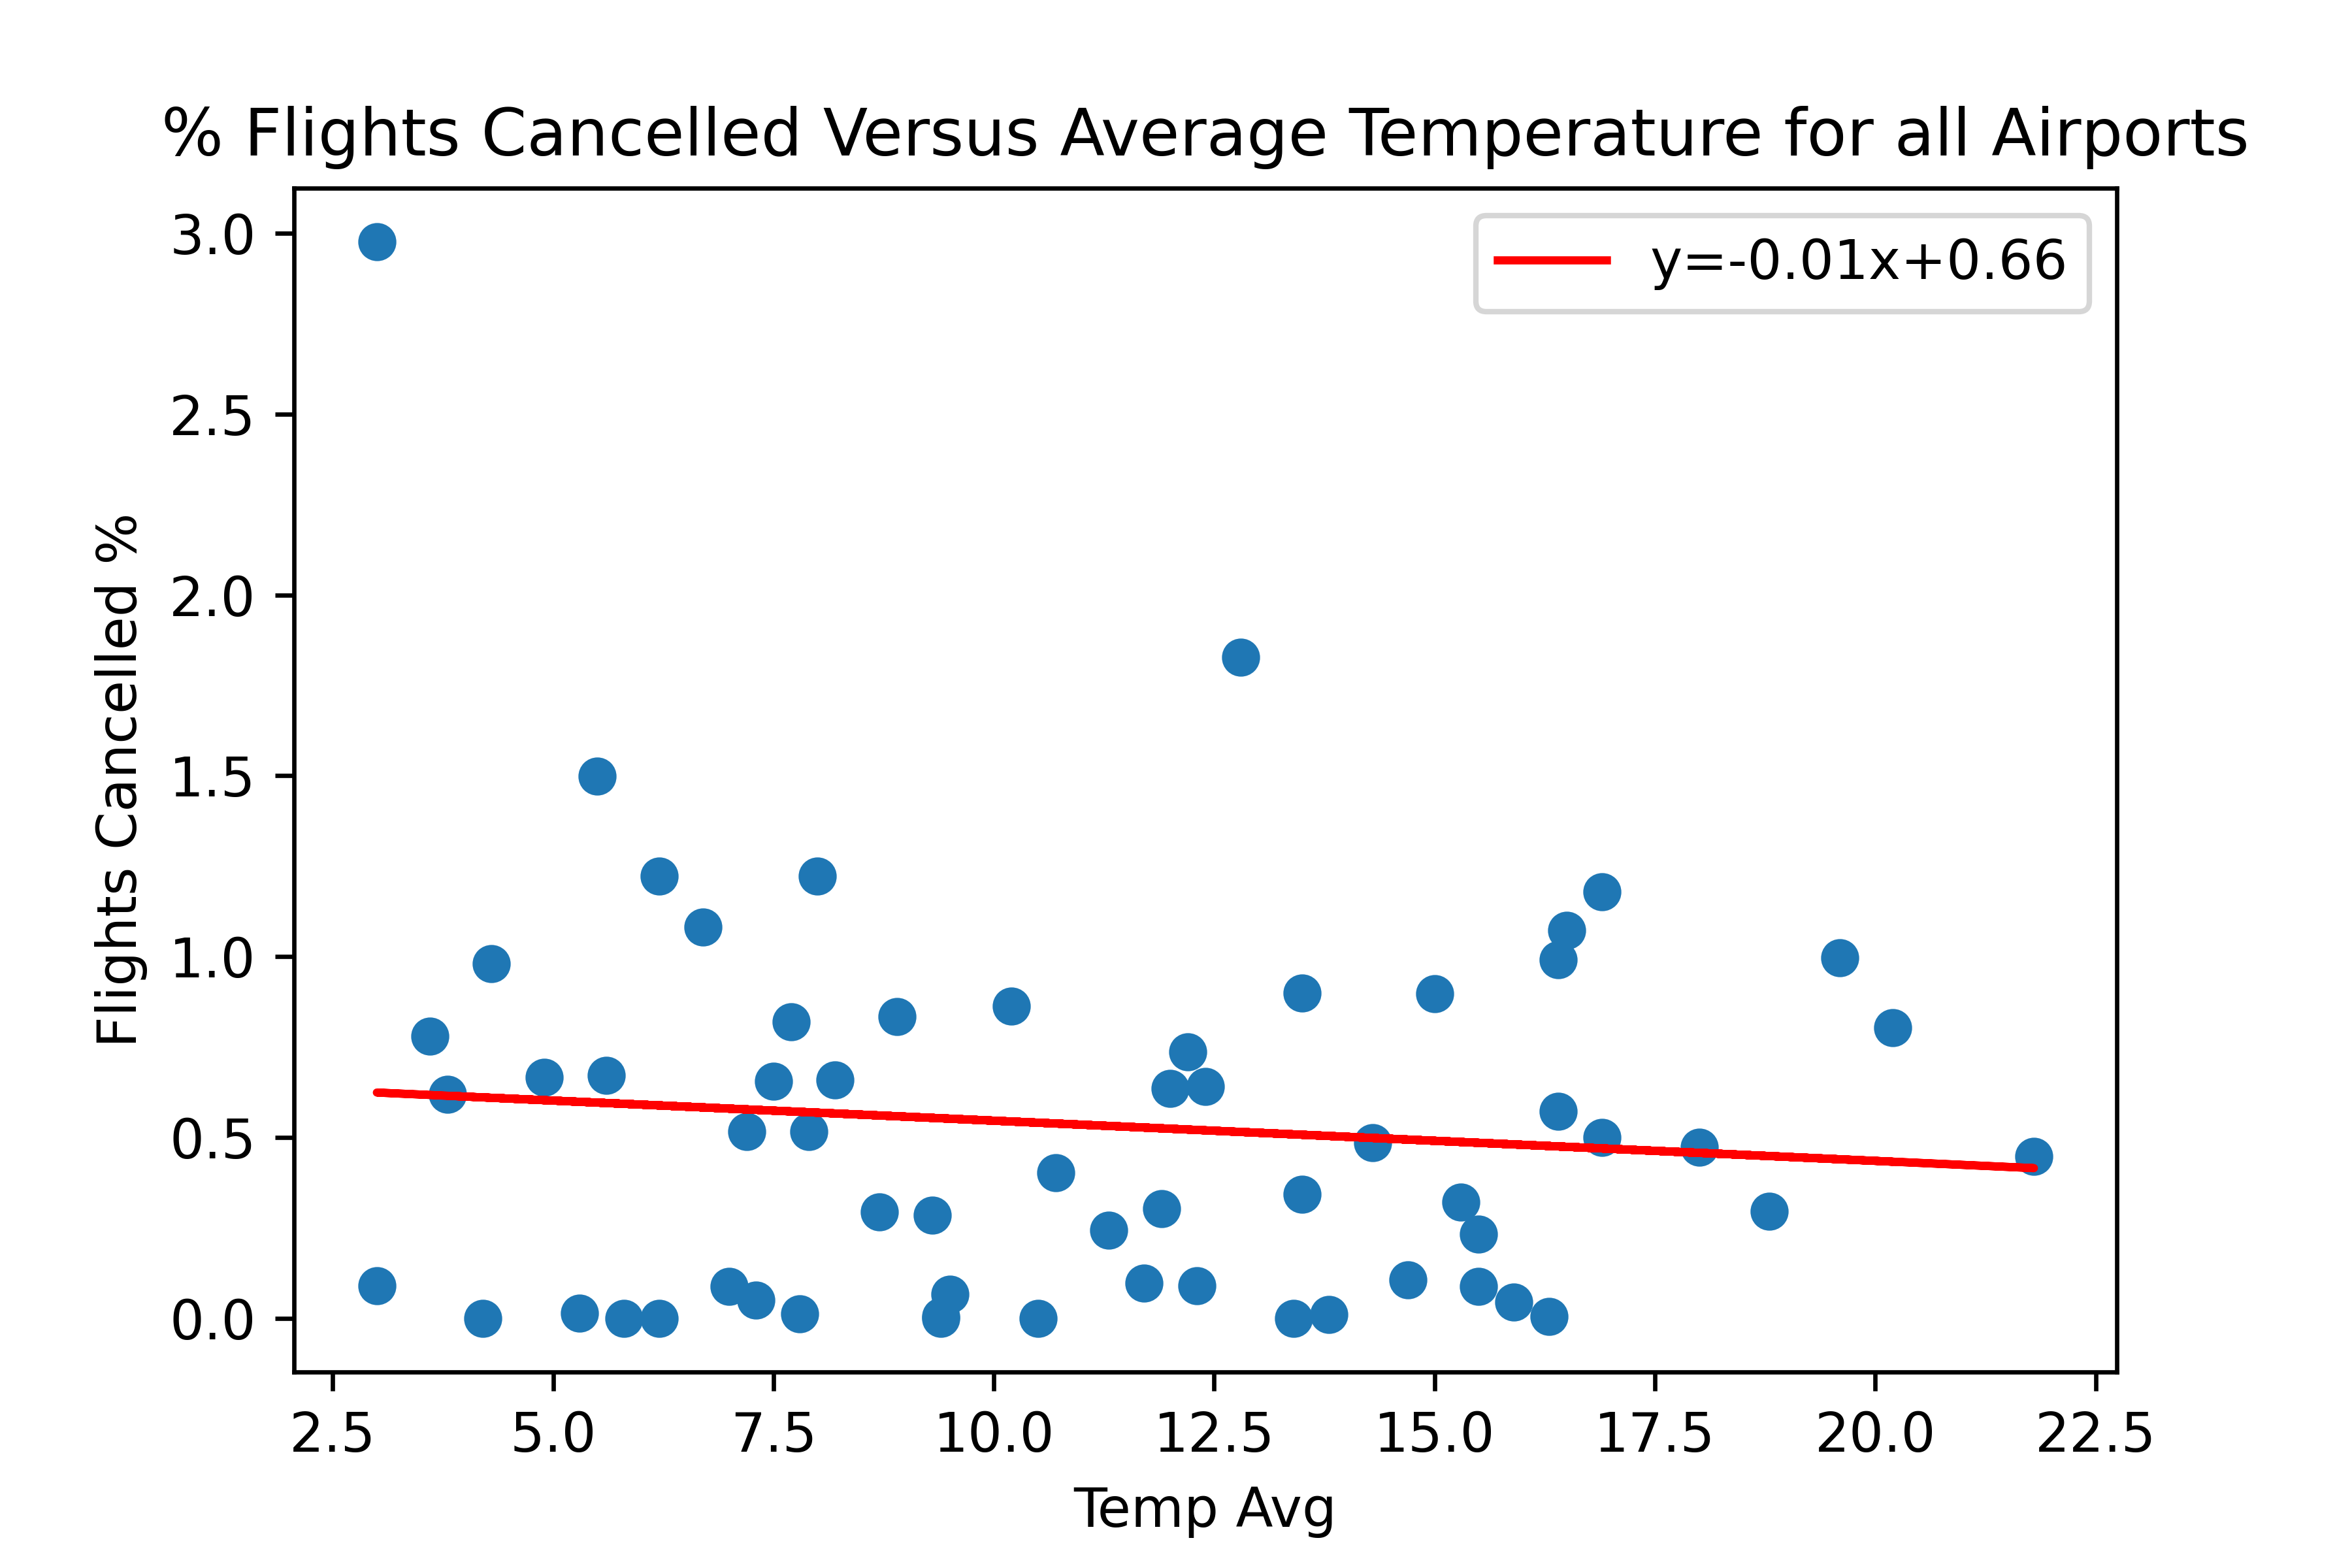 % Flights Cancelled Versus Average Temperature for all Airports
y=-0.01x+0.66
3.0
2.5
2.0
1.5
1.0
0.5
0.0
Flights Cancelled %
2.5 5.0 7.5 10.0 12.5 15.0 17.5 20.0 22.5
Temp Avg